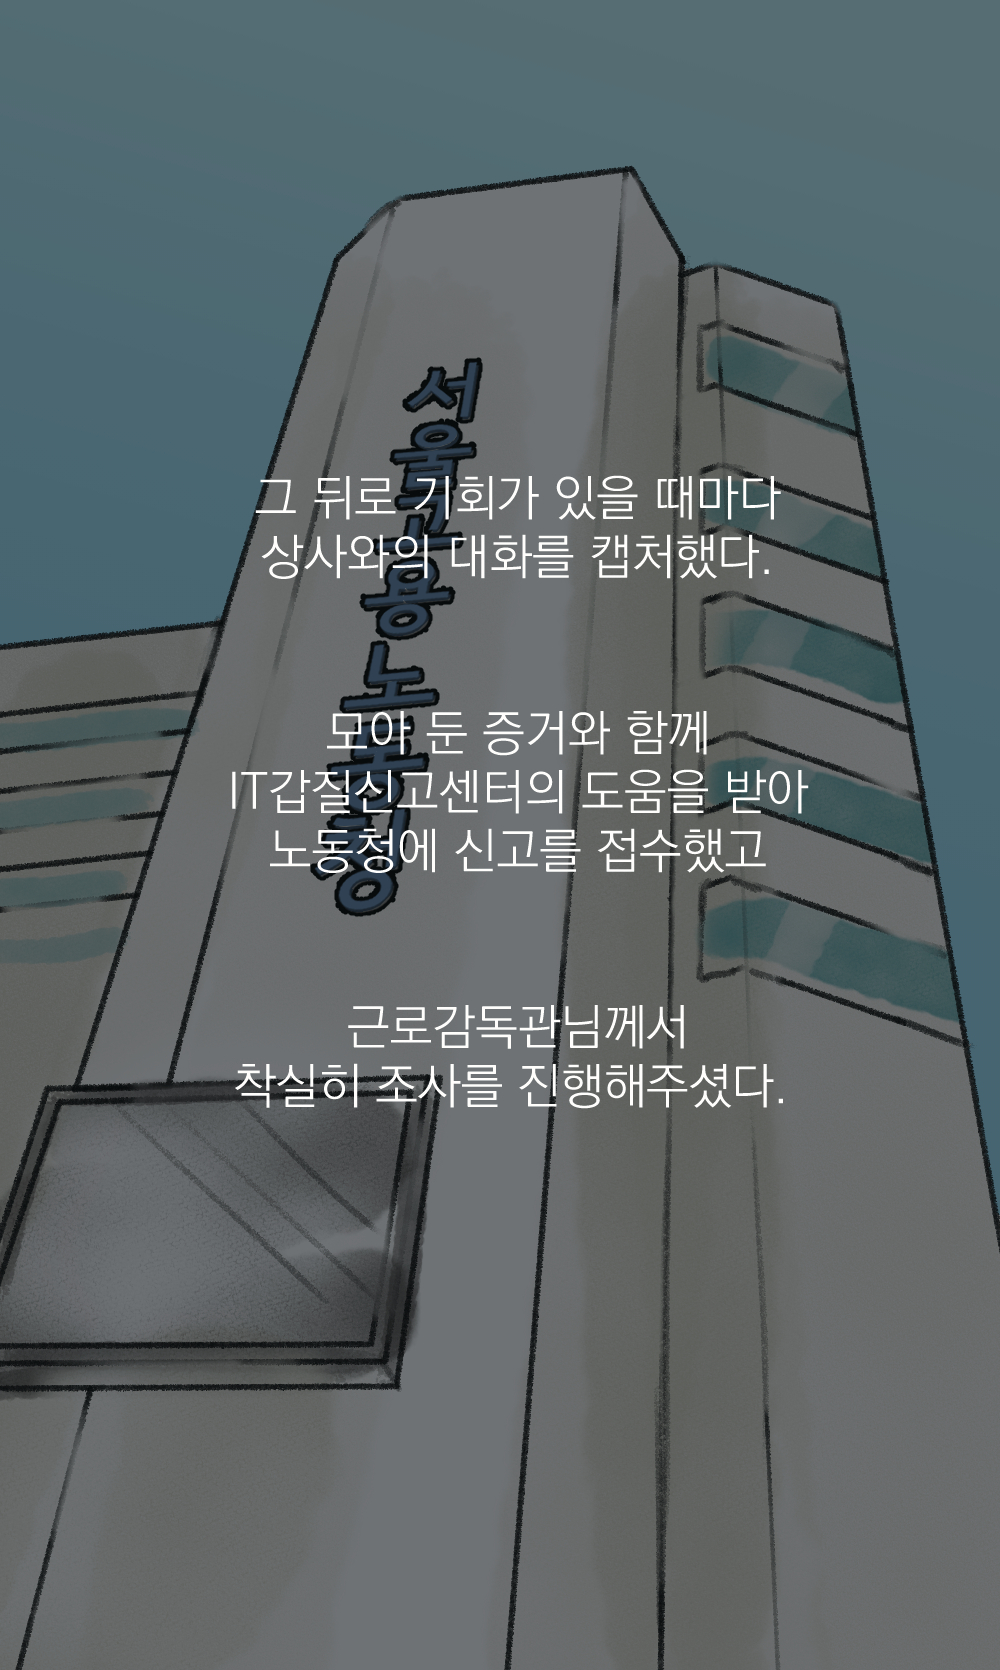 서울고용노동청
그 뒤로 기회가 있을 때마다
상사와의 대화를 캡처했다.
모아 둔 증거와 함께
IT갑질신고센터의 도움을 받아
노동청에 신고를 접수했고
근로감독관님께서
착실히 조사를 진행해주셨다.